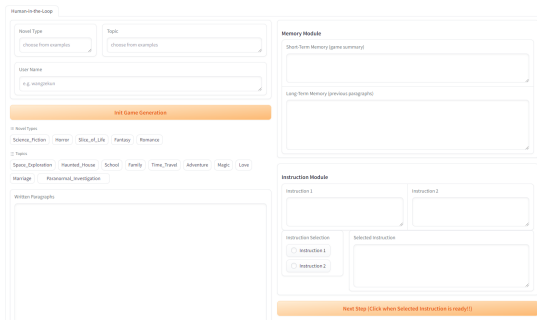 Human-in-the-Loop
Novel Type
choose from examples
Topic
choose from examples
User Name
e.g. wangzhun
Init Game Generation
Novel Types
Science_Fiction Horror Slice_of_Life Fantasy Romance
Topics
Space_Exploration Haunted_House School Family Time_Travel Adventure Magic Love
Marriage Paranormal_Investigation
Written Paragraphs
Memory Module
Short-Term Memory (game summary)
Long-Term Memory (previous paragraphs)
Instruction Module
Instruction 1
Instruction 2
Instruction Selection
Instruction 1
Instruction 2
Selected Instruction
Next Step (Click when Selected Instruction is ready!!)